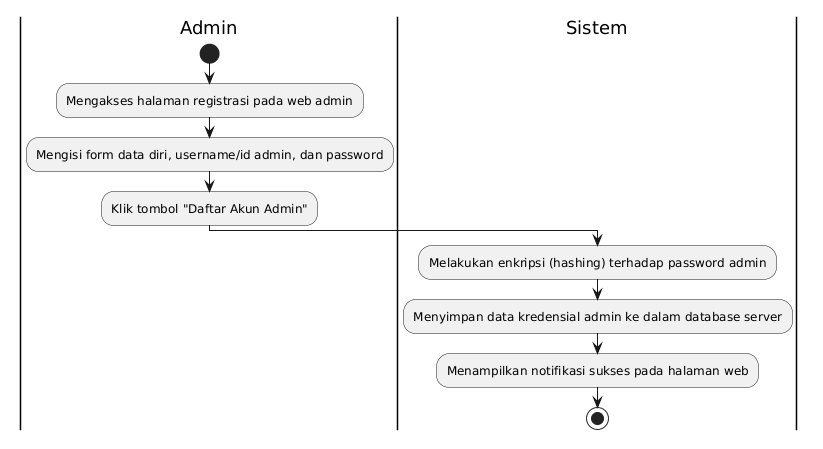 Admin
Sistem
Mengakses halaman registrasi pada web admin
Mengisi form data diri, username/id admin, dan password
Klik tombol "Daftar Akun Admin"
Melakukan enkripsi (hashing) terhadap password admin
Menyimpan data kredensial admin ke dalam database server
Menampilkan notifikasi sukses pada halaman web